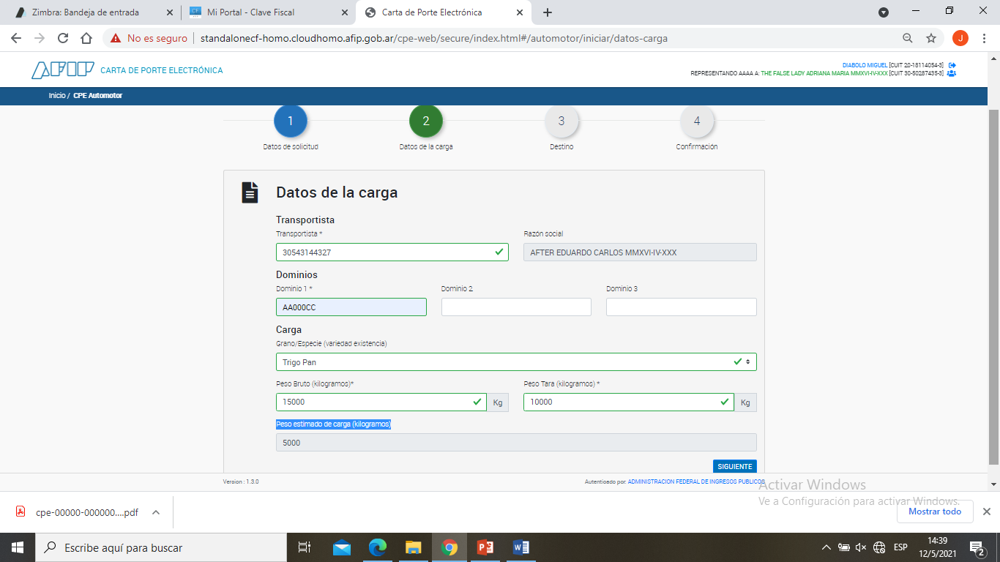 Zimbra: Bandeja de entrada
Mi Portal - Clave Fiscal
Carta de Porte Electrónica
No es seguro
standalonecf-homo.cloudhomo.afip.gob.ar/cpe-web/secure/index.html#/automotor/iniciar/datos-carga
J
AFIP CARTA DE PORTE ELECTRÓNICA
DIABOLO MIGUEL [CUIT 20-18114054-3]
REPRESENTANDO AAAA A: THE FALSE LADY ADRIANA MARIA MMXVI-IV-XXX [CUIT 30-50287435-3]
Inicio / CPE Automotor
1 2 3 4
Datos de solicitud Datos de la carga Destino Confirmación
Datos de la carga
Transportista
Transportista * Razón social
30543144327 AFTER EDUARDO CARLOS MMXVI-IV-XXX
Dominios
Dominio 1 * Dominio 2 Dominio 3
AA000CC
Carga
Grano/Especie (variedad existencia)
Trigo Pan
Peso Bruto (kilogramos)* Peso Tara (kilogramos) *
15000 Kg 10000 Kg
Peso estimado de carga (kilogramos)
5000
SIGUIENTE
Version : 1.3.0 Autenticado por: ADMINISTRACION FEDERAL DE INGRESOS PUBLICOS
Activar Windows
Ve a Configuración para activar Windows.
cpe-00000-000000....pdf
Mostrar todo
Escribe aquí para buscar
ESP
14:39
12/5/2021
2